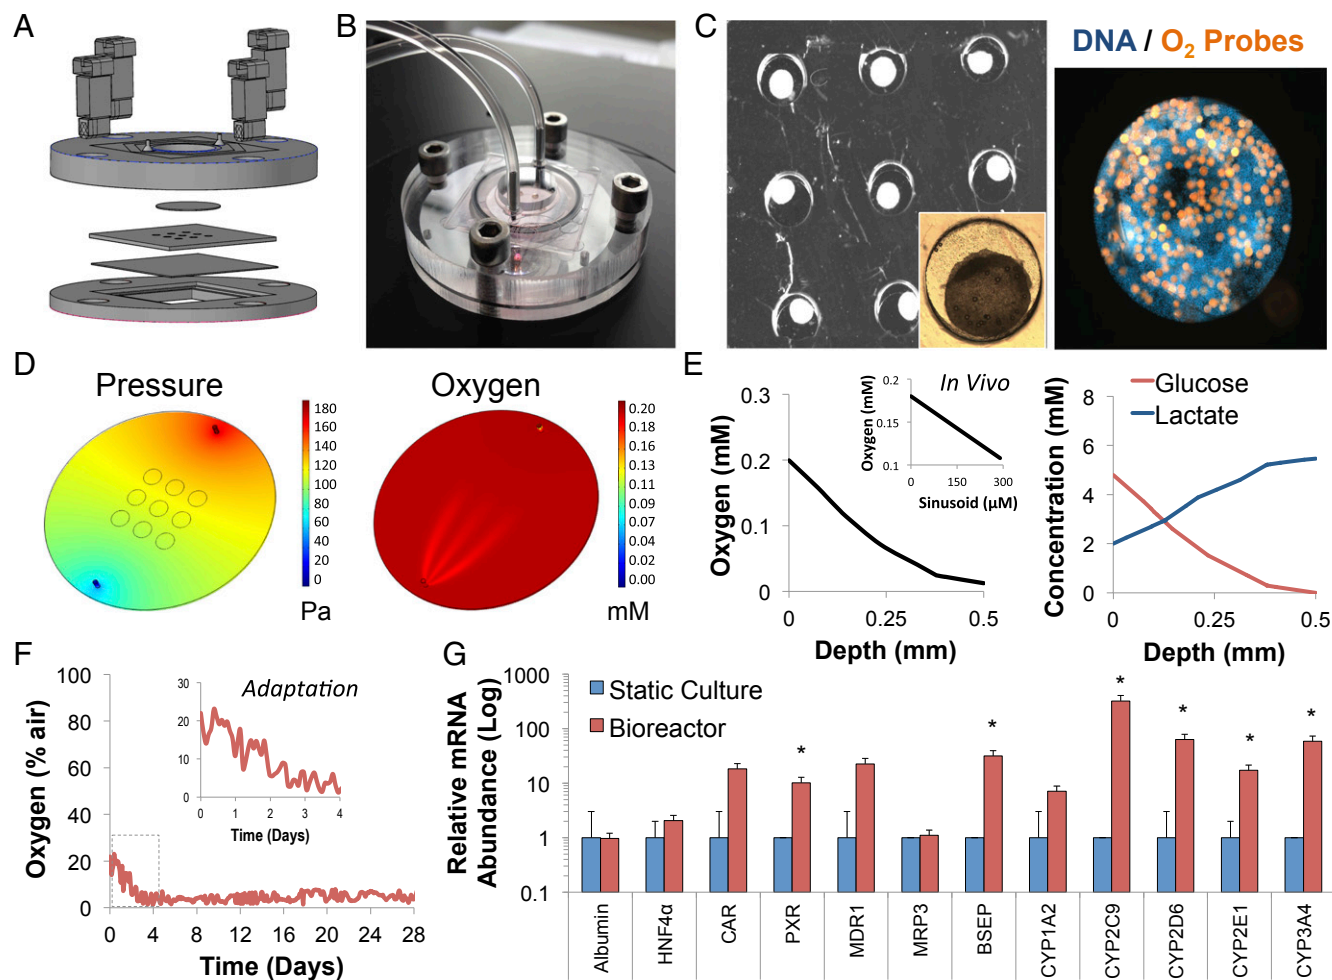 A
B
C
DNA / O2 Probes
D
Pressure
180
160
140
120
100
80
60
40
20
0
Pa
Oxygen
0.20
0.18
0.16
0.14
0.13
0.11
0.09
0.07
0.05
0.04
0.02
0.00
mM
E
Oxygen (mM)
0.3
0.2
0.1
0
0
0.25
0.5
Depth (mm)
In Vivo
Oxygen (mM)
0.2
0.1
0
150
300
Sinusoid (µM)
Concentration (mM)
8
6
4
2
0
Glucose
Lactate
0
0.25
0.5
Depth (mm)
F
Oxygen (% air)
100
80
60
40
20
0
0 4 8 12 16 20 24 28
Time (Days)
Adaptation
30
20
10
0
0 1 2 3 4
Time (Days)
G
Relative mRNA
Abundance (Log)
1000
100
10
1
0.1
Static Culture
Bioreactor
* * * * * *
Albumin
HNF4α
CAR
PXR
MDR1
MRP3
BSEP
CYP1A2
CYP2C9
CYP2D6
CYP2E1
CYP3A4